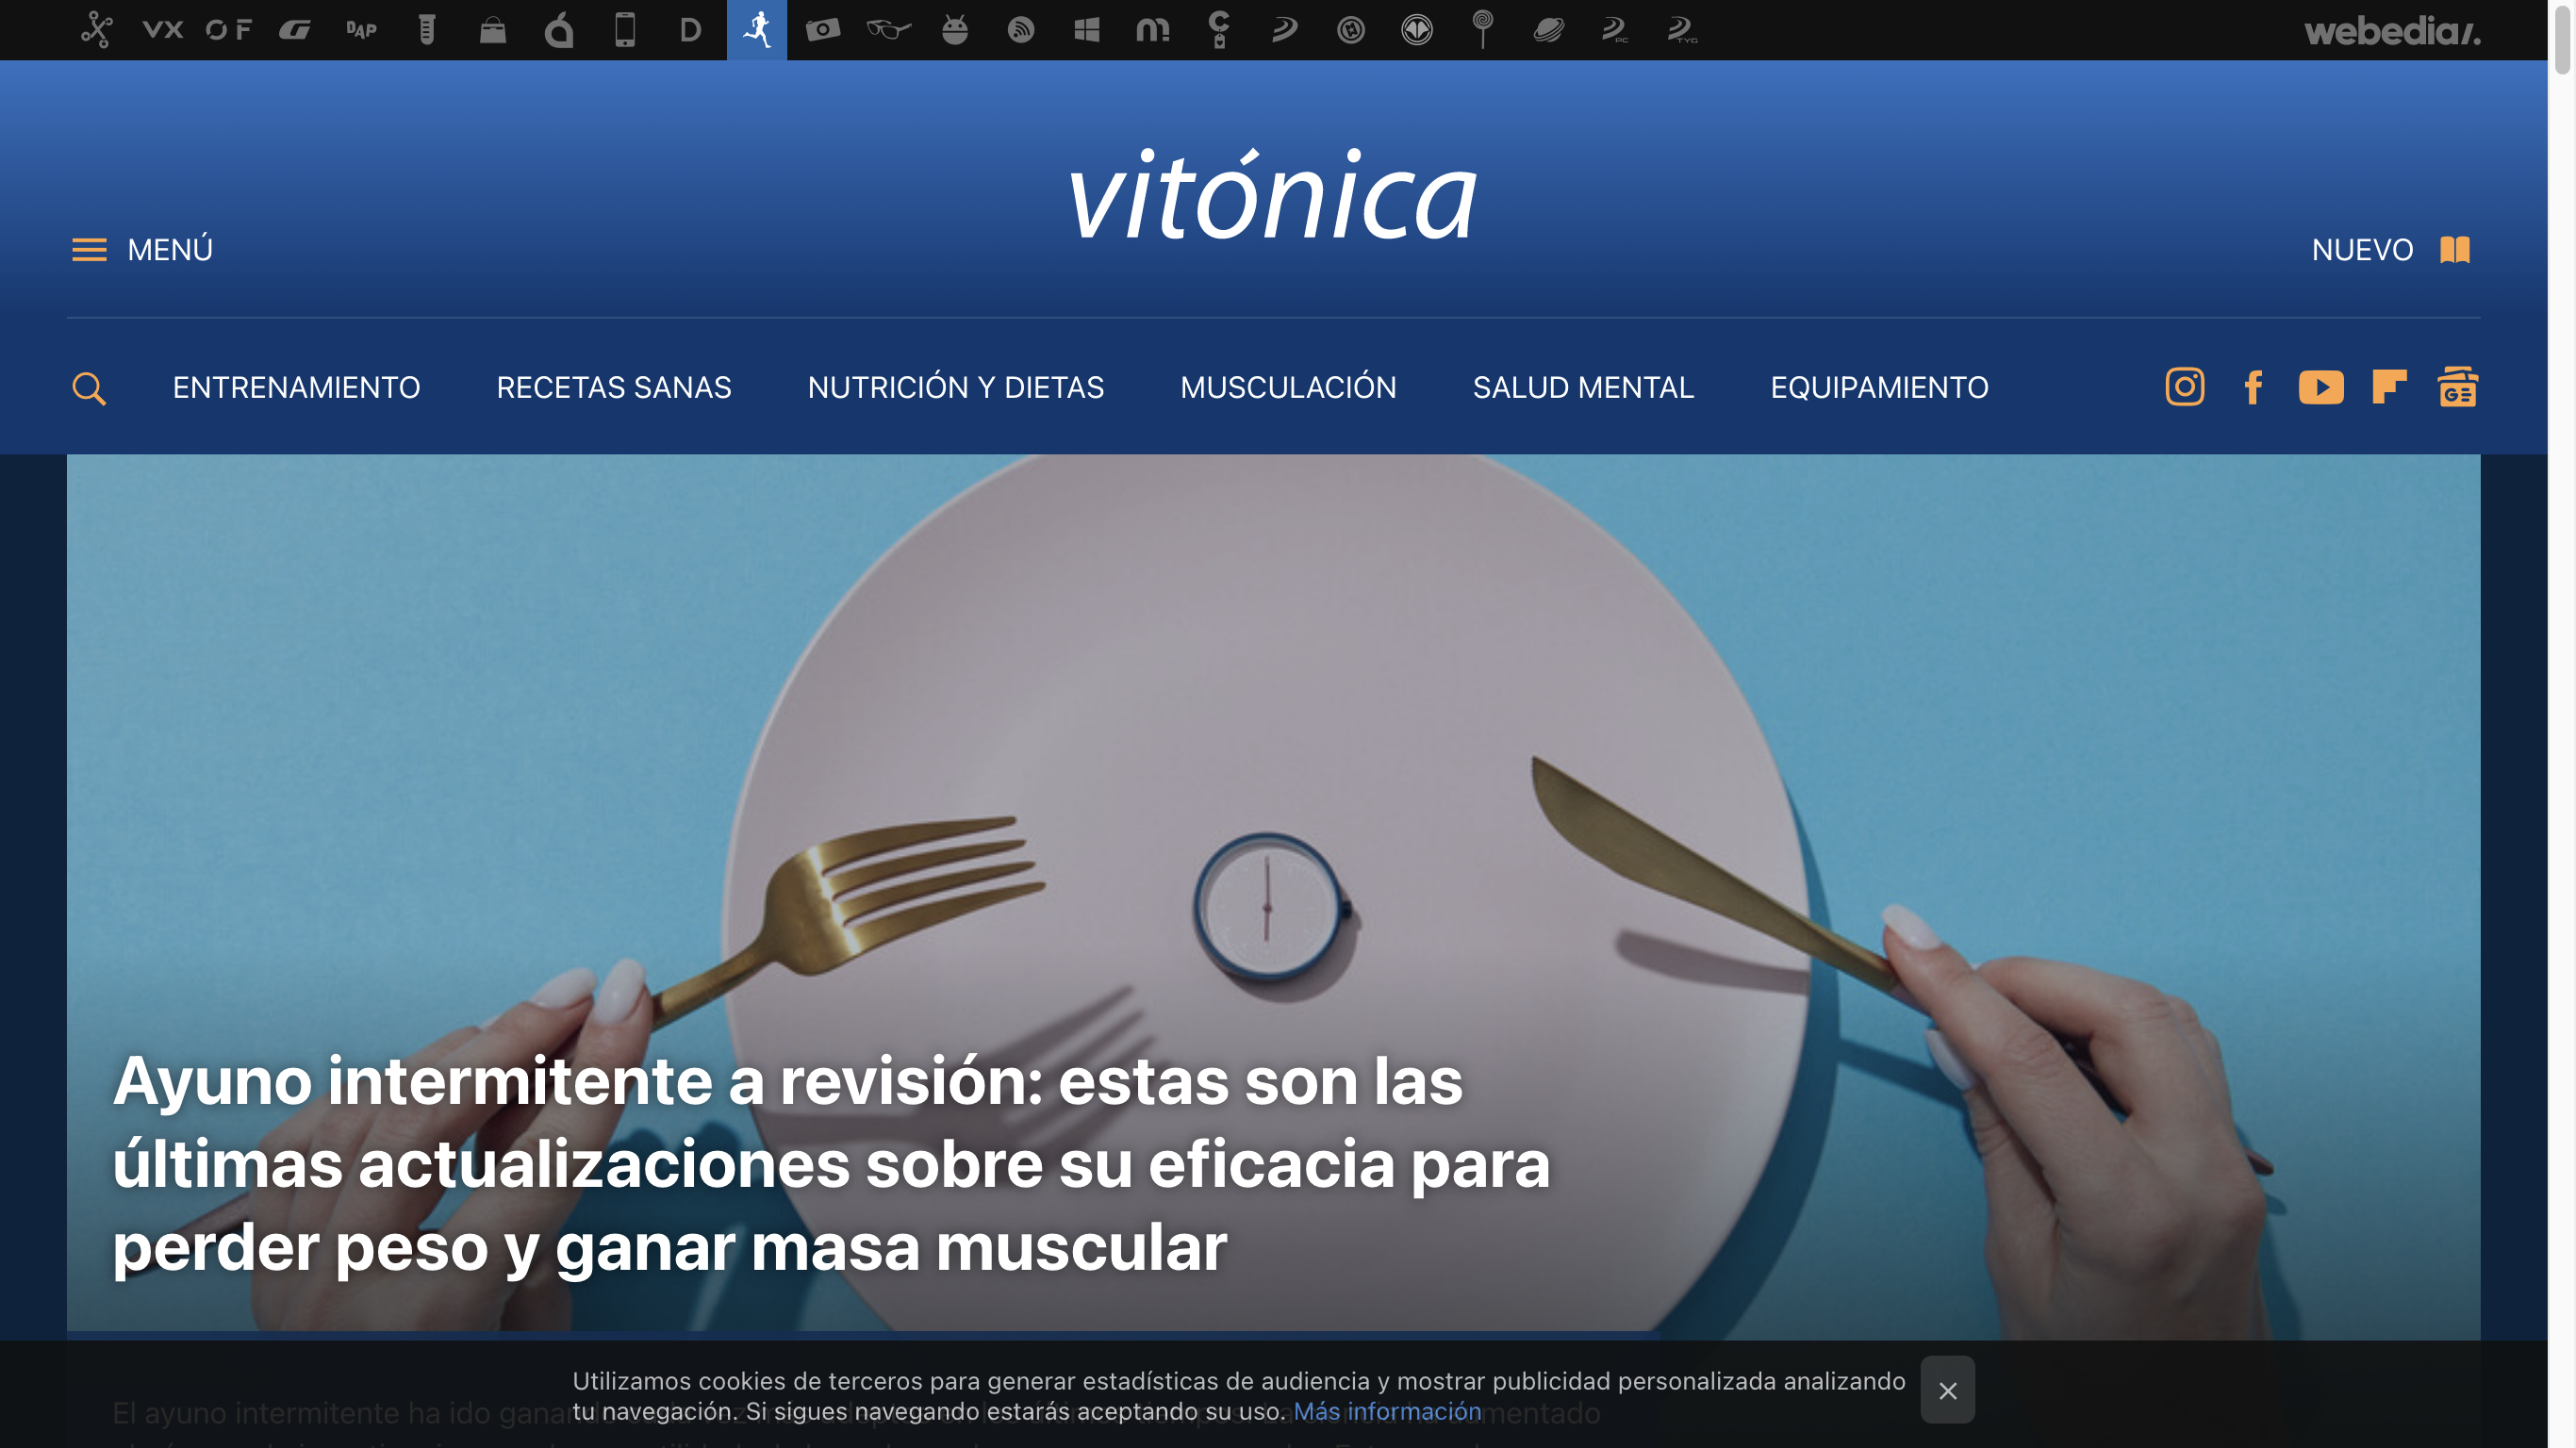 VX
OF
DAP
D
webedia
vitónica
MENÚ
NUEVO
ENTRENAMIENTO RECETAS SANAS NUTRICIÓN Y DIETAS MUSCULACIÓN SALUD MENTAL EQUIPAMIENTO
Ayuno intermitente a revisión: estas son las
últimas actualizaciones sobre su eficacia para
perder peso y ganar masa muscular
Utilizamos cookies de terceros para generar estadísticas de audiencia y mostrar publicidad personalizada analizando
tu navegación. Si sigues navegando estarás aceptando su uso. Más información
El ayuno intermitente ha ido